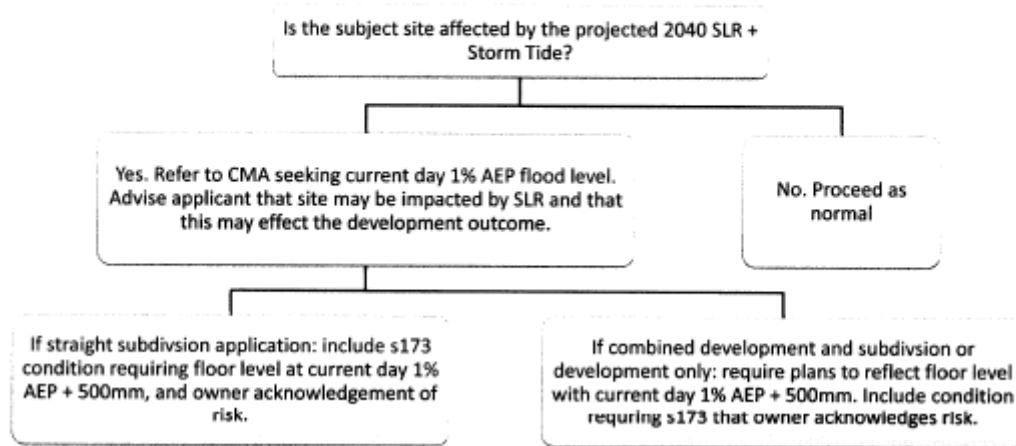 Is the subject site affected by the projected 2040 SLR +
Storm Tide?
Yes. Refer to CMA seeking current day 1% AEP flood level.
Advise applicant that site may be impacted by SLR and that
this may effect the development outcome.
No. Proceed as
normal
If straight subdivsion application: include s173
condition requiring floor level at current day 1%
AEP + 500mm, and owner acknowledgement of
risk.
If combined development and subdivsion or
development only: require plans to reflect floor level
with current day 1% AEP + 500mm. Include condition
requring s173 that owner acknowledges risk.